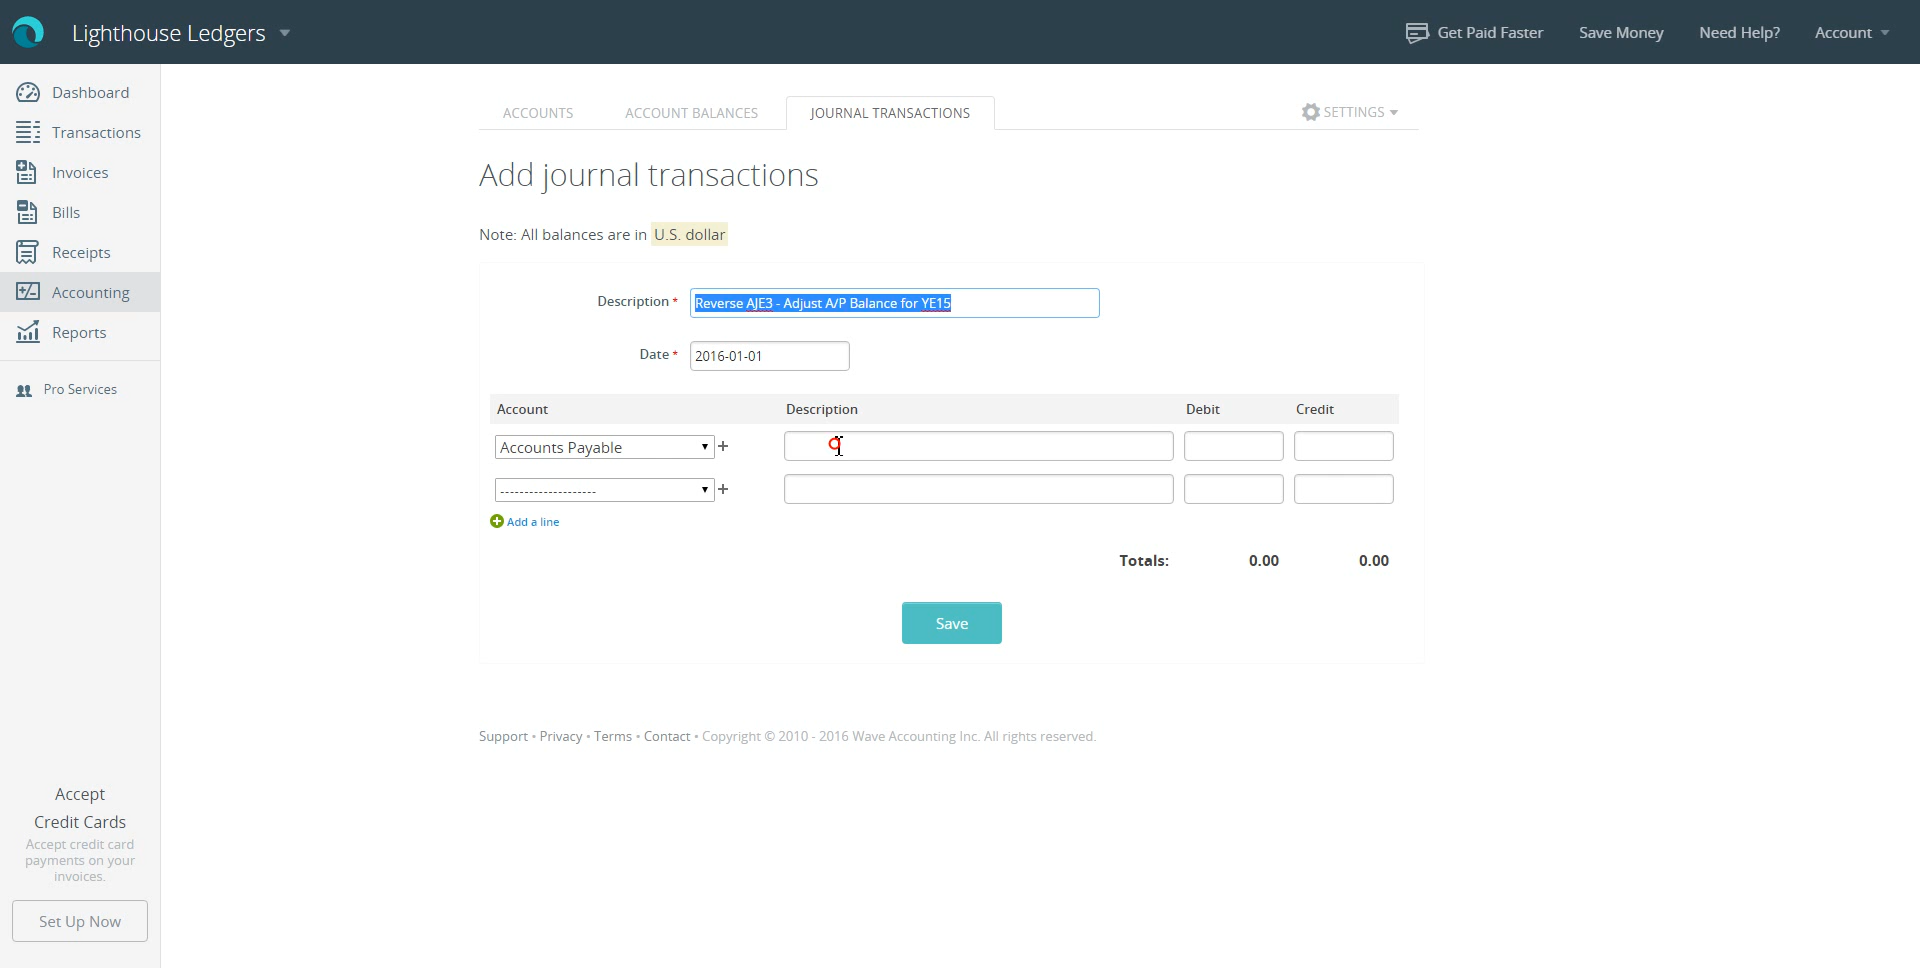 Lighthouse Ledgers
Get Paid Faster
Save Money
Need Help?
Account
Dashboard
Transactions
Invoices
Bills
Receipts
Accounting
Reports
Pro Services
Accept
Credit Cards
Accept credit card
payments on your
invoices.
Set Up Now
ACCOUNTS
ACCOUNT BALANCES
JOURNAL TRANSACTIONS
SETTINGS
Add journal transactions
Note: All balances are in U.S. dollar
Description * Reverse AJE3 - Adjust A/P Balance for YE15
Date * 2016-01-01
Account Description Debit Credit
Accounts Payable
--------------------
Add a line
Totals: 0.00 0.00
Save
Support • Privacy • Terms • Contact • Copyright © 2010 - 2016 Wave Accounting Inc. All rights reserved.